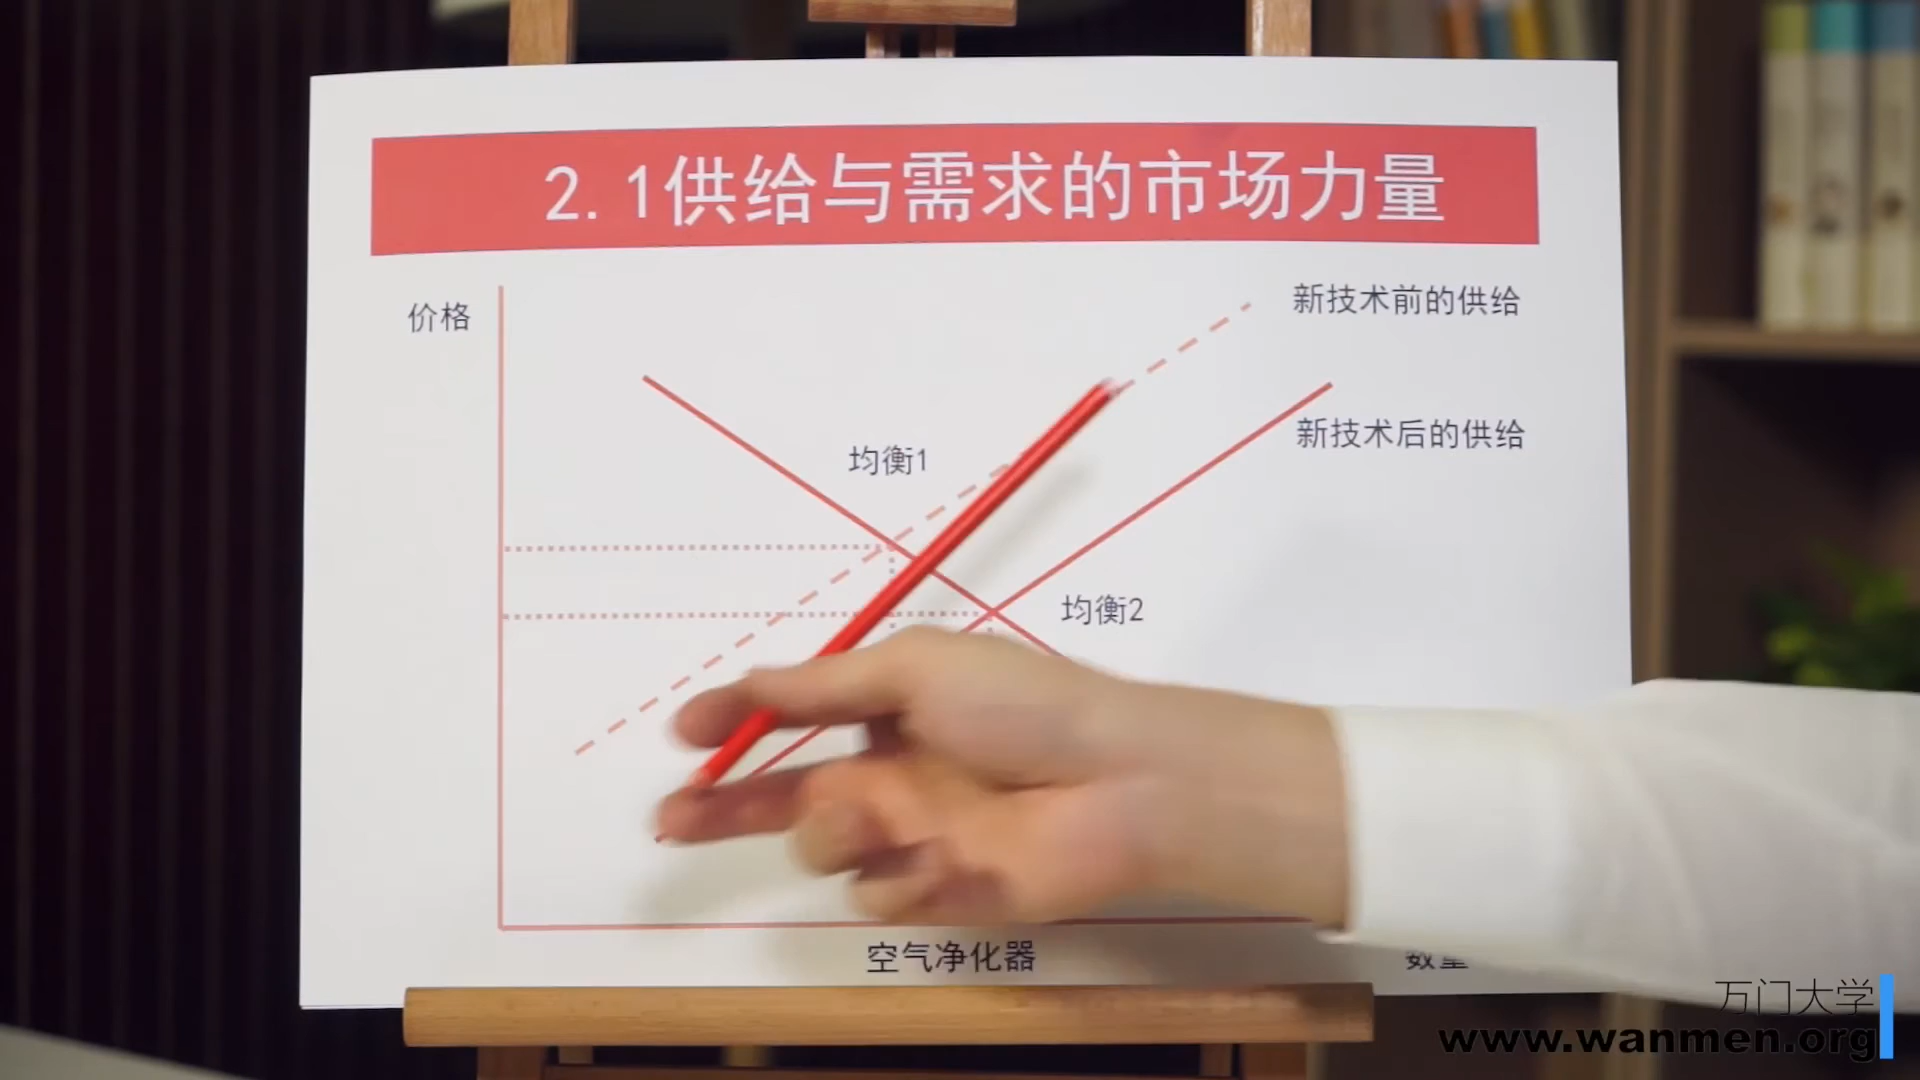 2.1供给与需求的市场力量
价格
新技术前的供给
新技术后的供给
均衡1
均衡2
空气净化器
数量
万门大学
www.wanmen.org